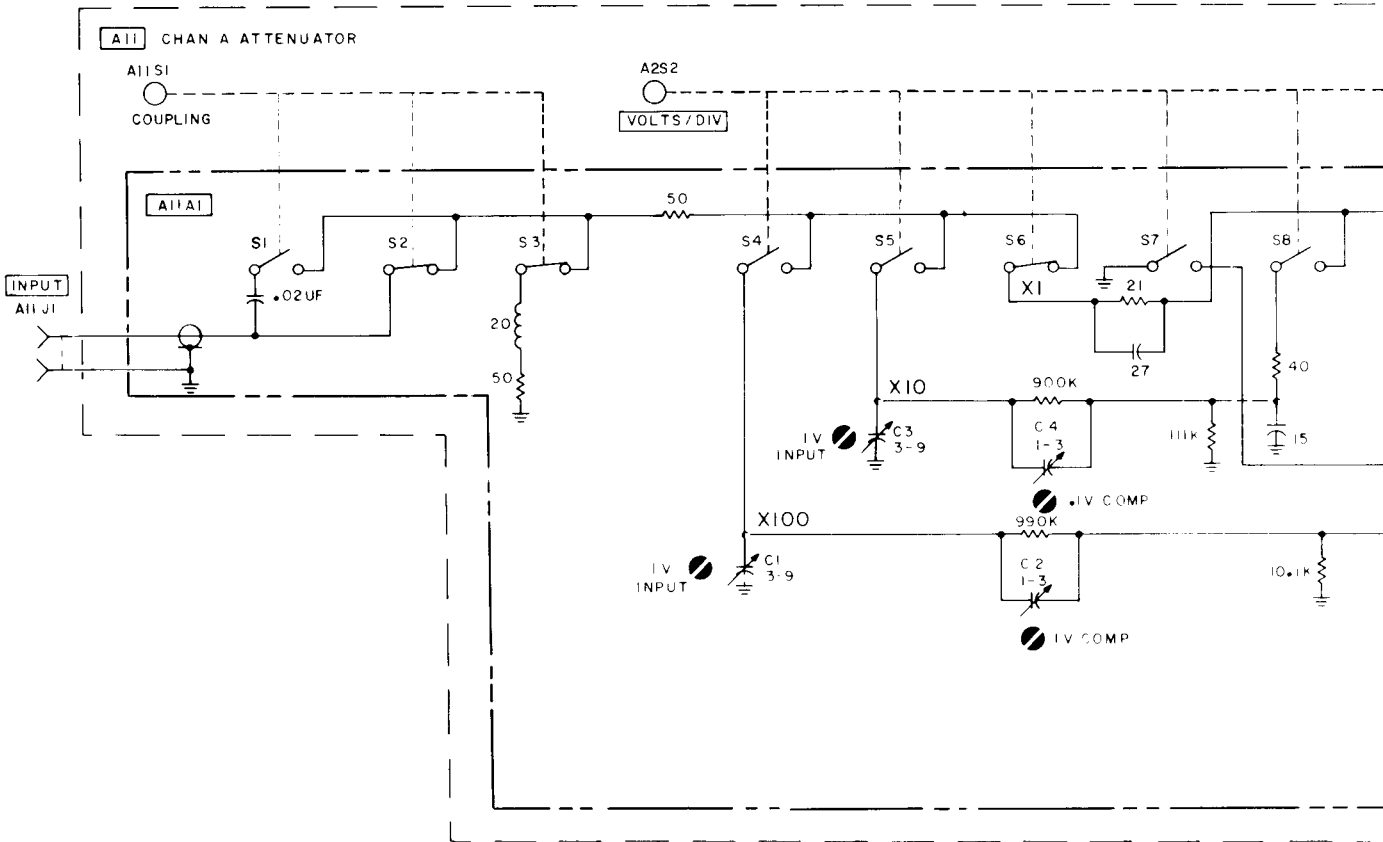 A11 CHAN A ATTENUATOR
A11S1
COUPLING
A2S2
VOLTS/DIV
A11A1
50
S1
S2
S3
S4
S5
S6
S7
S8
INPUT
A11J1
.02UF
X1
21
27
20
50
40
X10
900K
1V
INPUT
C3
3-9
C4
1-3
111K
15
.1V COMP
X100
990K
1V
INPUT
C1
3-9
C2
1-3
10.1K
1V COMP